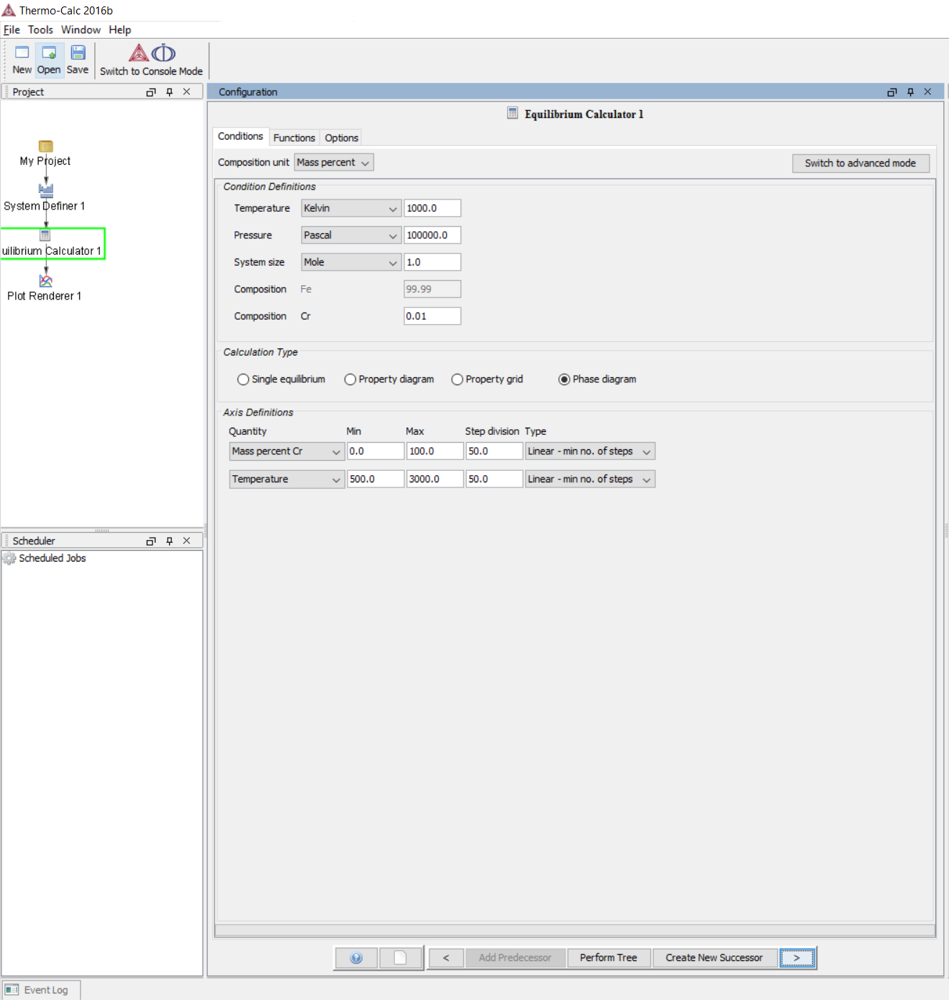 Thermo-Calc 2016b
File Tools Window Help
New Open Save Switch to Console Mode
Project
My Project
System Definer 1
uilibrium Calculator 1
Plot Renderer 1
Scheduler
Scheduled Jobs
Configuration
Equilibrium Calculator 1
Conditions Functions Options
Composition unit Mass percent Switch to advanced mode
Condition Definitions
Temperature Kelvin 1000.0
Pressure Pascal 100000.0
System size Mole 1.0
Composition Fe 99.99
Composition Cr 0.01
Calculation Type
Single equilibrium Property diagram Property grid Phase diagram
Axis Definitions
Quantity Min Max Step division Type
Mass percent Cr 0.0 100.0 50.0 Linear - min no. of steps
Temperature 500.0 3000.0 50.0 Linear - min no. of steps
< Add Predecessor Perform Tree Create New Successor >
Event Log